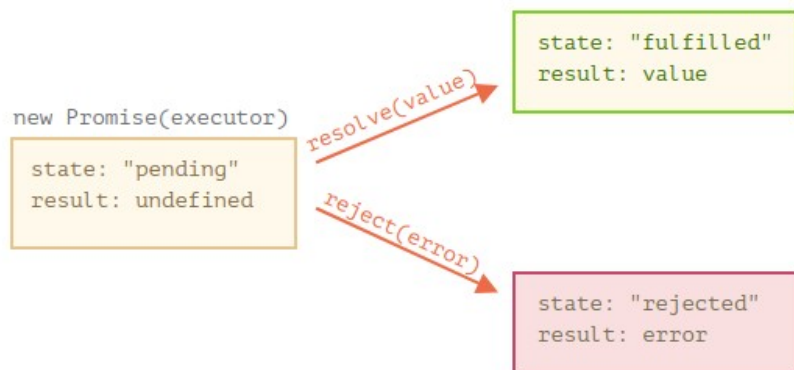 new Promise(executor)
state: "pending"
result: undefined
resolve(value)
reject(error)
state: "fulfilled"
result: value
state: "rejected"
result: error